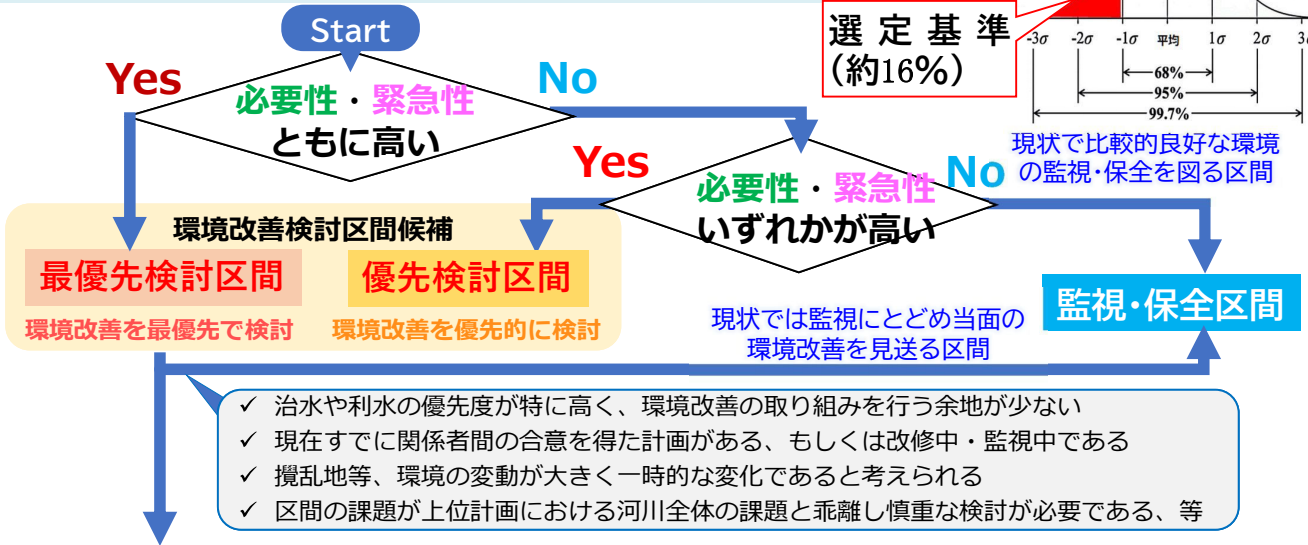 Start
Yes
No
必要性・緊急性
ともに高い
選定基準
(約16%)
-3σ -2σ -1σ 平均 1σ 2σ
68%
95%
99.7%
現状で比較的良好な環境
の監視・保全を図る区間
Yes
No
必要性・緊急性
いずれかが高い
環境改善検討区間候補
最優先検討区間
優先検討区間
環境改善を最優先で検討
環境改善を優先的に検討
監視・保全区間
現状では監視にとどめ当面の
環境改善を見送る区間
✓ 治水や利水の優先度が特に高く、環境改善の取り組みを行う余地が少ない
✓ 現在すでに関係者間の合意を得た計画がある、もしくは改修中・監視中である
✓ 攪乱地等、環境の変動が大きく一時的な変化であると考えられる
✓ 区間の課題が上位計画における河川全体の課題と乖離し慎重な検討が必要である、等